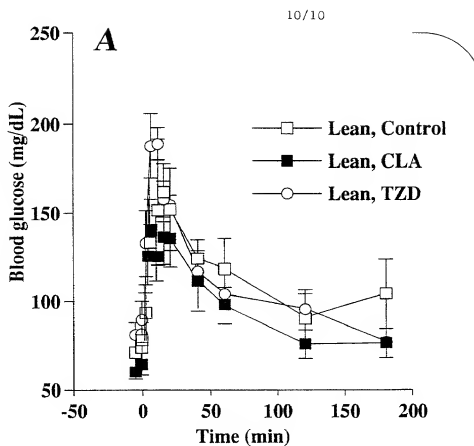 10/10
A
250
200
150
100
50
Blood glucose (mg/dL)
Lean, Control
Lean, CLA
Lean, TZD
-50 0 50 100 150 200
Time (min)